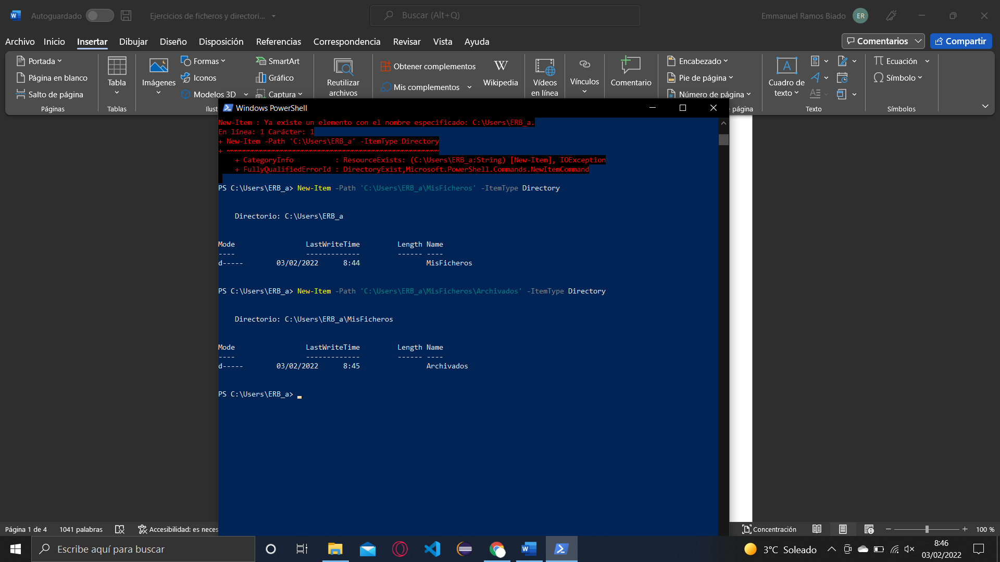 Autoguardado
Ejercicios de ficheros y directori...
Buscar (Alt+Q)
Emmanuel Ramos Biado
ER
Archivo Inicio Insertar Dibujar Diseño Disposición Referencias Correspondencia Revisar Vista Ayuda
Comentarios
Compartir
Portada
Página en blanco
Salto de página
Páginas
Tabla
Tablas
Imágenes
Formas
Iconos
Modelos 3D
SmartArt
Gráfico
Captura
Ilust
Reutilizar
archivos
Obtener complementos
Mis complementos
Wikipedia
Vídeos
en línea
Vínculos
Comentario
Encabezado
Pie de página
Número de página
página
Cuadro de
texto
Texto
Ecuación
Símbolo
Símbolos
Windows PowerShell
New-Item : Ya existe un elemento con el nombre especificado: C:\Users\ERB_a.
En línea: 1 Carácter: 1
+ New-Item -Path 'C:\Users\ERB_a' -ItemType Directory
+ ~~~~~~~~~~~~~~~~~~~~~~~~~~~~~~~~~~~~~~~~~~~~~~~~~~~
+ CategoryInfo          : ResourceExists: (C:\Users\ERB_a:String) [New-Item], IOException
+ FullyQualifiedErrorId : DirectoryExist,Microsoft.PowerShell.Commands.NewItemCommand
PS C:\Users\ERB_a> New-Item -Path 'C:\Users\ERB_a\MisFicheros' -ItemType Directory
Directorio: C:\Users\ERB_a
Mode                 LastWriteTime         Length Name
----                 -------------         ------ ----
d-----        03/02/2022      8:44                MisFicheros
PS C:\Users\ERB_a> New-Item -Path 'C:\Users\ERB_a\MisFicheros\Archivados' -ItemType Directory
Directorio: C:\Users\ERB_a\MisFicheros
Mode                 LastWriteTime         Length Name
----                 -------------         ------ ----
d-----        03/02/2022      8:45                Archivados
PS C:\Users\ERB_a>
Página 1 de 4
1041 palabras
Accesibilidad: es neces
Concentración
100 %
Escribe aquí para buscar
3°C Soleado
8:46
03/02/2022